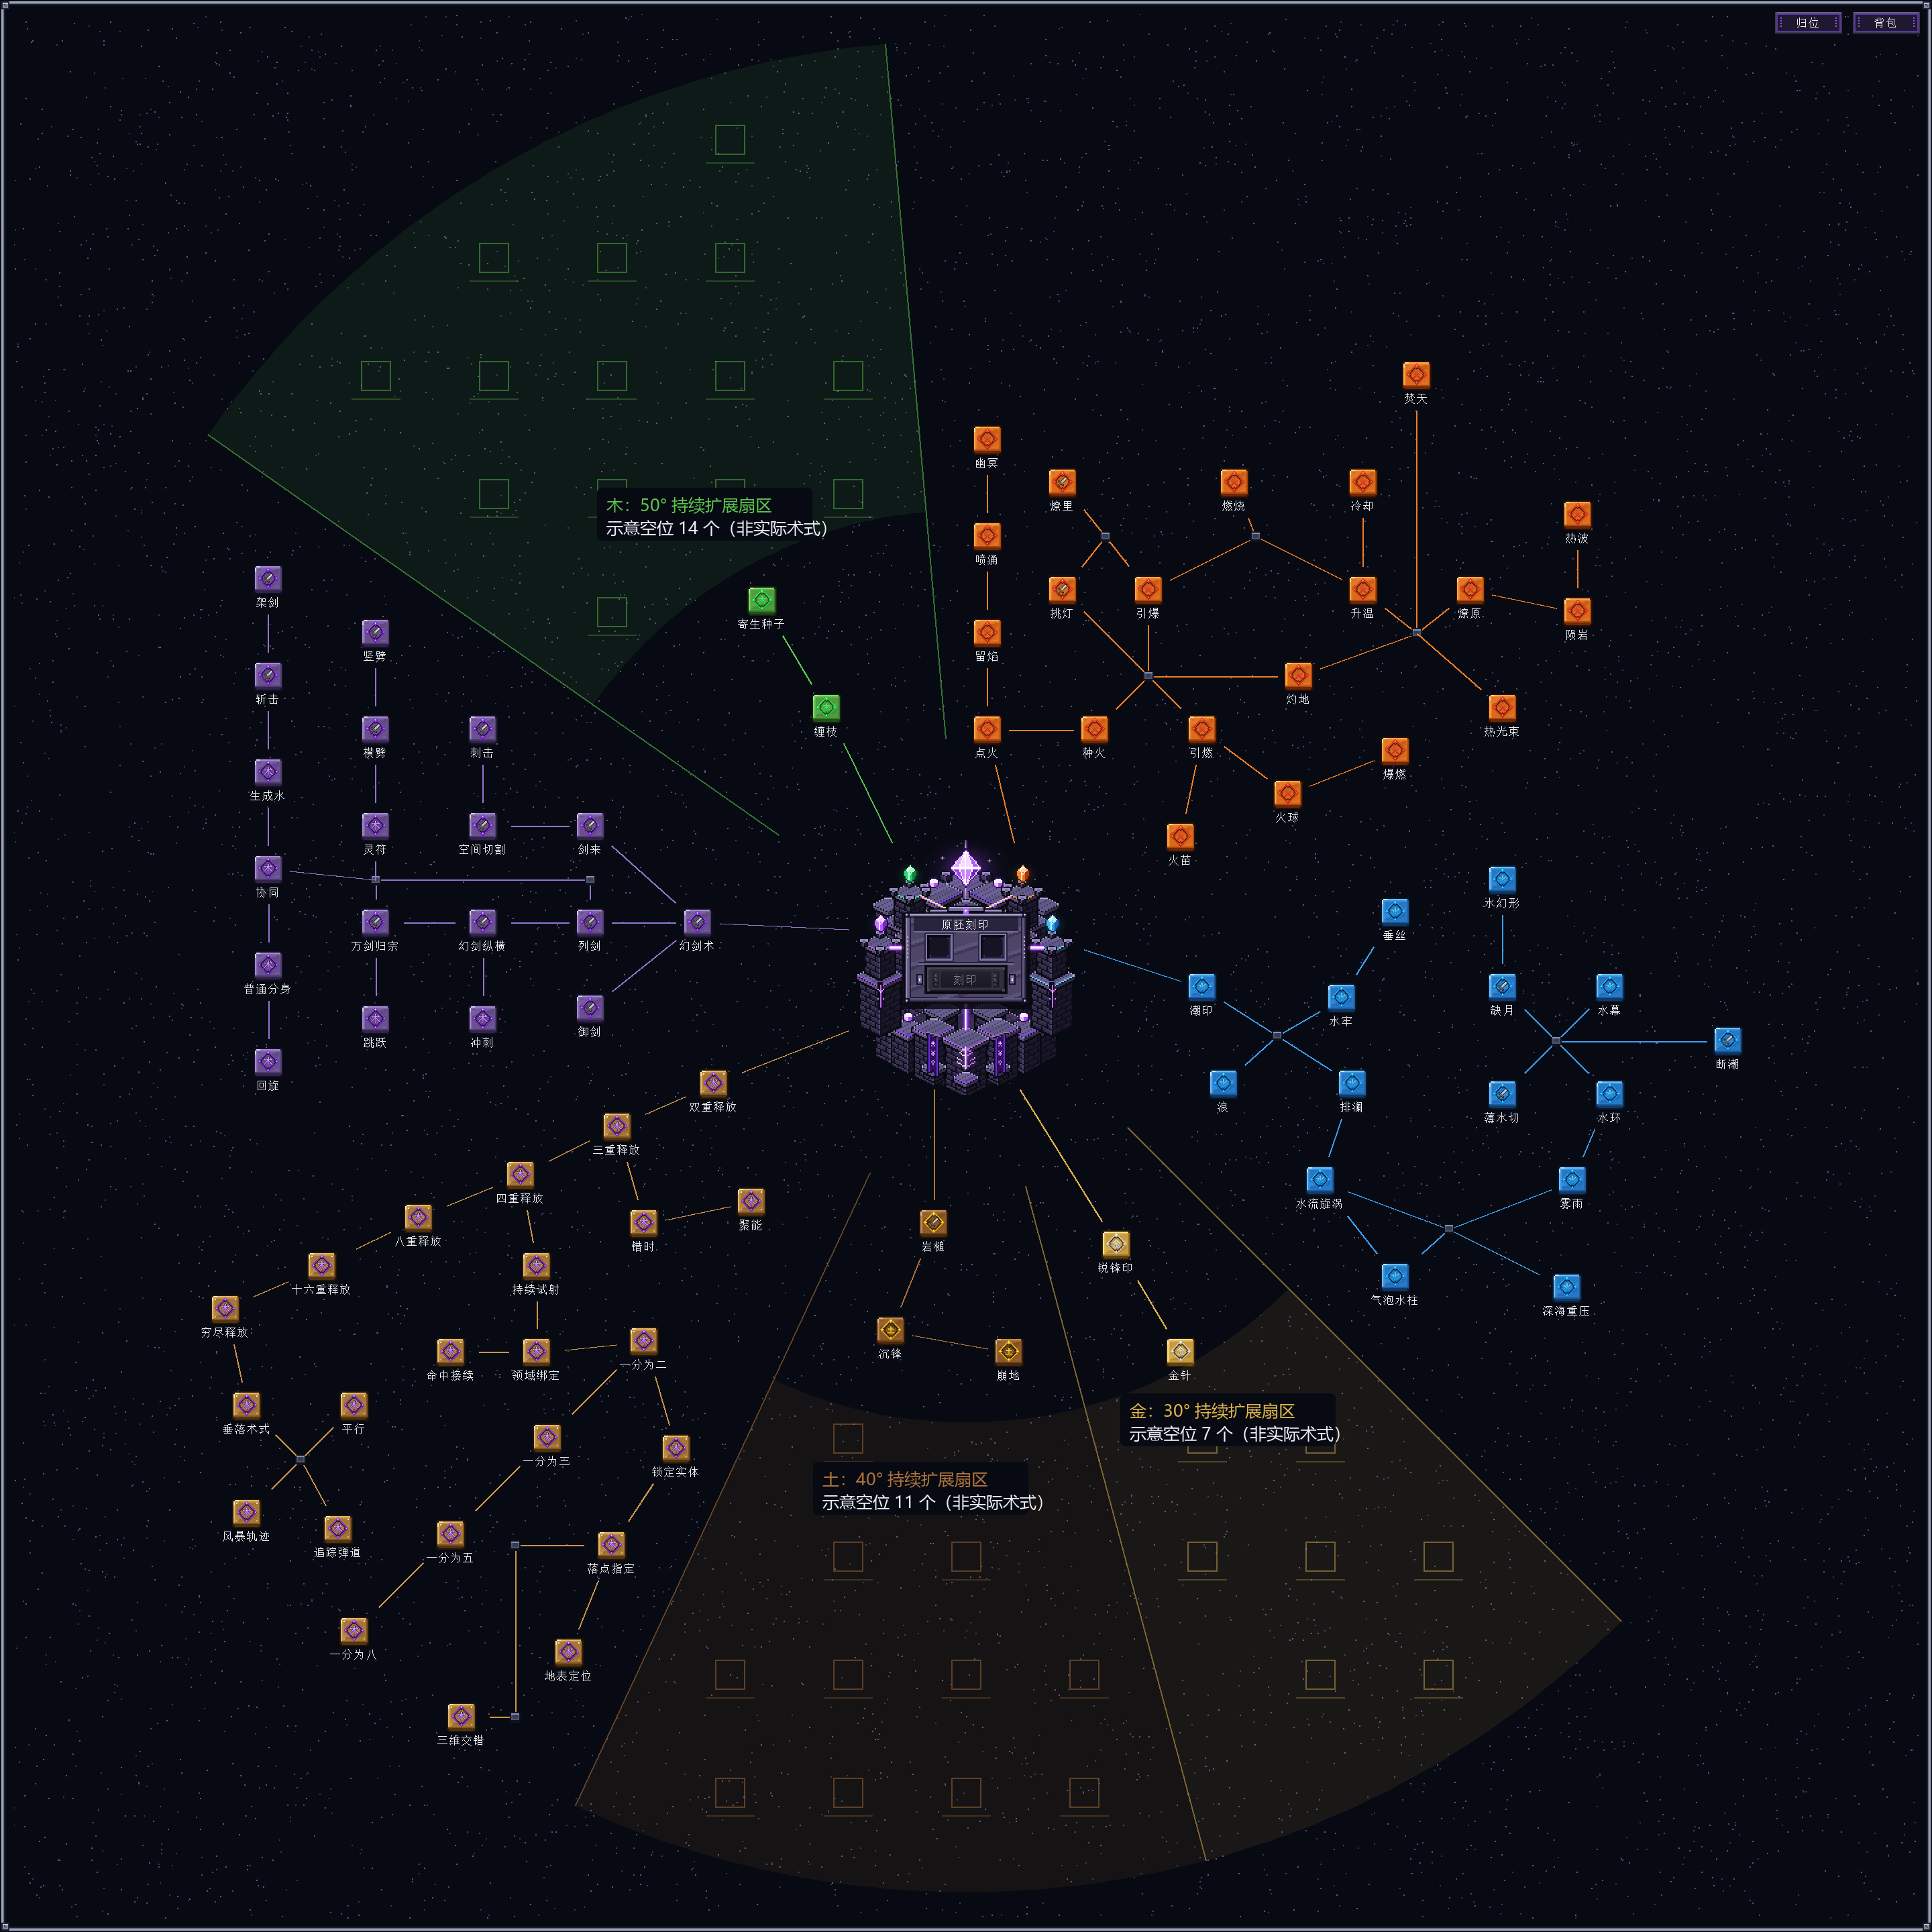 归位
背包
幽冥
燎里
燃烧
冷却
焚天
热波
喷涌
挑灯
引爆
升温
燎原
陨岩
留焰
灼地
热光束
点火
种火
引燃
爆燃
火球
火苗
木：50° 持续扩展扇区
示意空位 14 个（非实际术式）
寄生种子
缠枝
架剑
竖劈
斩击
横劈
刺击
生成水
灵符
空间切割
剑来
协同
万剑归宗
幻剑纵横
列剑
幻剑术
普通分身
跳跃
冲刺
御剑
回旋
原胚刻印
刻印
水幻形
垂丝
潮印
水牢
缺月
水幕
断潮
浪
排澜
薄水切
水环
水流旋涡
雾雨
气泡水柱
深海重压
双重释放
三重释放
四重释放
聚能
八重释放
错时
十六重释放
持续试射
穷尽释放
命中接续
领域绑定
一分为二
垂落术式
平行
一分为三
锁定实体
风暴轨迹
追踪弹道
一分为五
落点指定
一分为八
地表定位
三维交错
岩槌
锐锋印
沉锋
崩地
金针
金：30° 持续扩展扇区
示意空位 7 个（非实际术式）
土：40° 持续扩展扇区
示意空位 11 个（非实际术式）